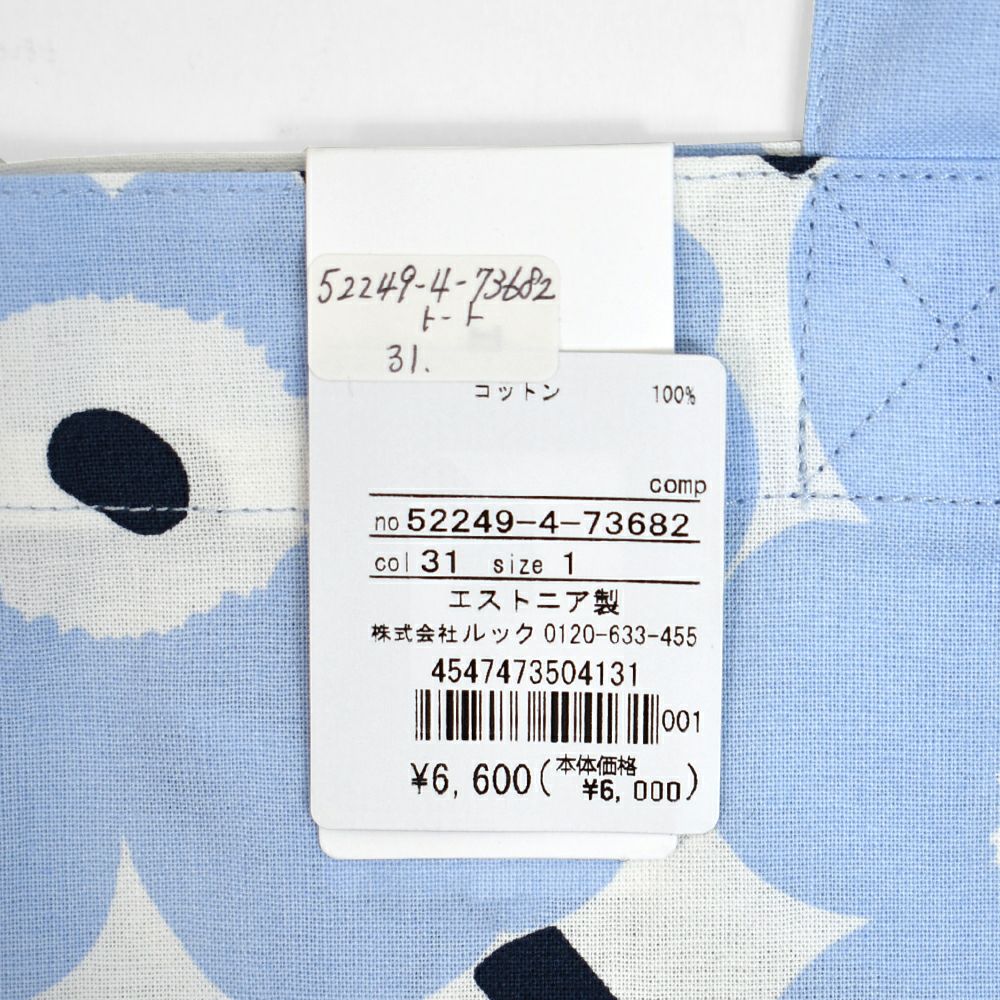 52249-4-73682
トート
31.
コットン 100%
comp
no 52249-4-73682
col 31 size 1
エストニア製
株式会社ルック 0120-633-455
4547473504131
001
¥6,600(本体価格 ¥6,000)